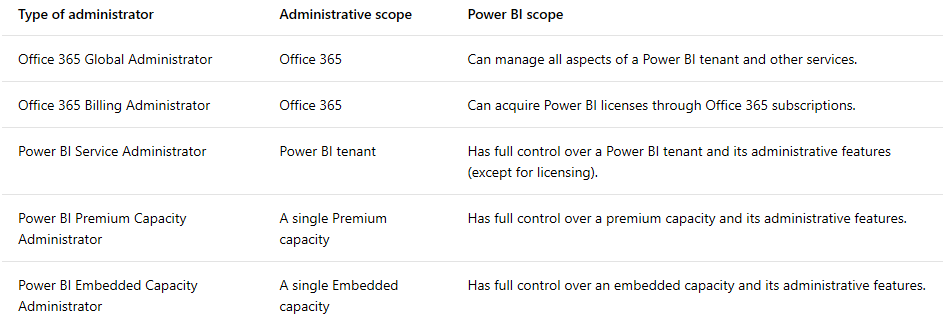 Type of administrator Administrative scope Power BI scope
Office 365 Global Administrator Office 365 Can manage all aspects of a Power BI tenant and other services.
Office 365 Billing Administrator Office 365 Can acquire Power BI licenses through Office 365 subscriptions.
Power BI Service Administrator Power BI tenant Has full control over a Power BI tenant and its administrative features
(except for licensing).
Power BI Premium Capacity A single Premium Has full control over a premium capacity and its administrative features.
Administrator capacity
Power BI Embedded Capacity A single Embedded Has full control over an embedded capacity and its administrative features.
Administrator capacity